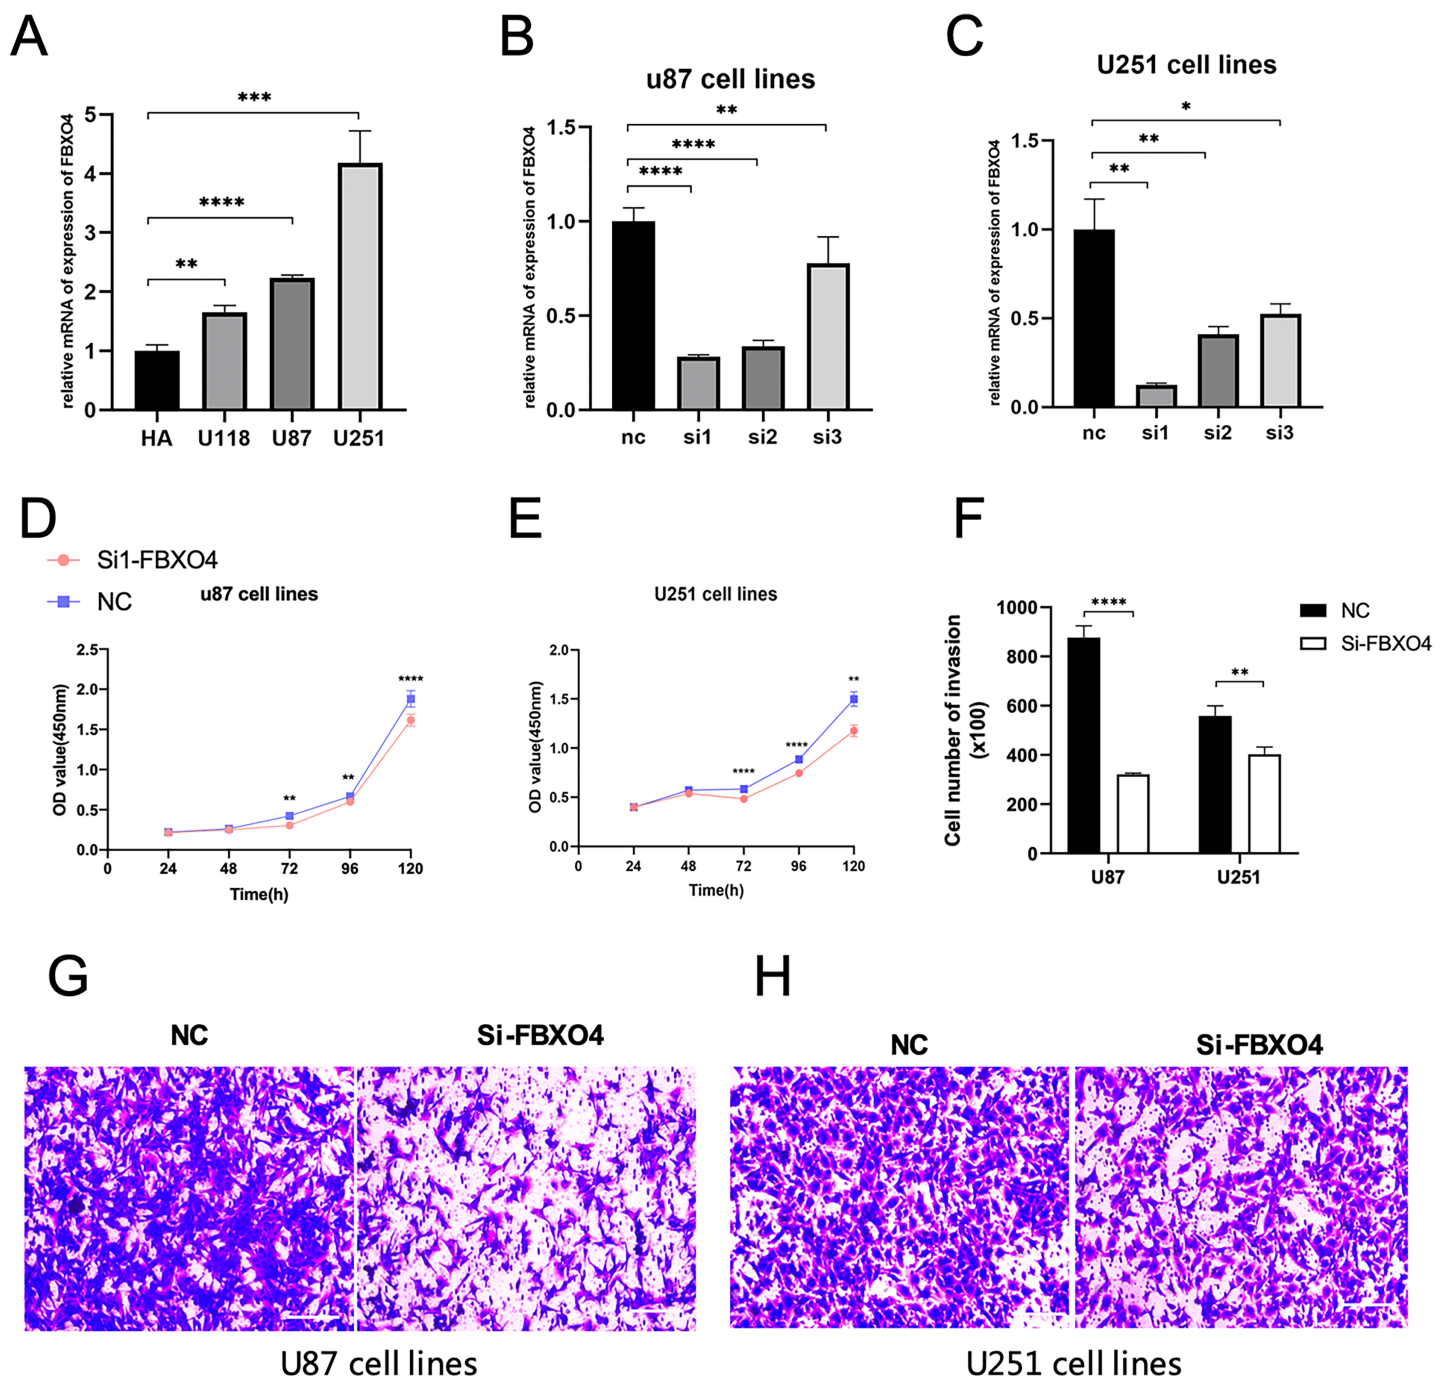 A
relative mRNA of expression of FBXO4
5
4
3
2
1
0
***
****
**
HA U118 U87 U251
B
u87 cell lines
relative mRNA of expression of FBXO4
1.5
1.0
0.5
0.0
**
****
****
nc si1 si2 si3
C
U251 cell lines
relative mRNA of expression of FBXO4
1.5
1.0
0.5
0.0
*
**
**
nc si1 si2 si3
D
Si1-FBXO4
NC
u87 cell lines
OD value(450nm)
2.5
2.0
1.5
1.0
0.5
0.0
**
**
****
0 24 48 72 96 120
Time(h)
E
U251 cell lines
OD value(450nm)
2.0
1.5
1.0
0.5
0.0
****
****
**
0 24 48 72 96 120
Time(h)
F
Cell number of invasion
(x100)
1000
800
600
400
200
0
****
**
NC
Si-FBXO4
U87 U251
G
NC Si-FBXO4
U87 cell lines
H
NC Si-FBXO4
U251 cell lines